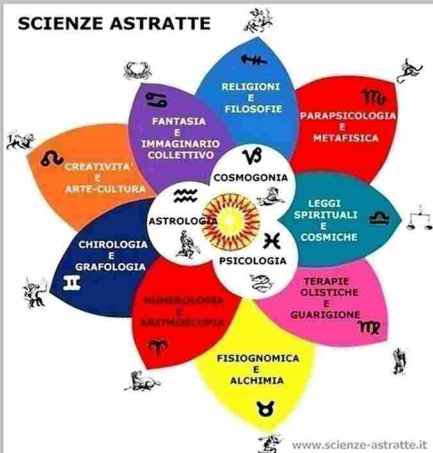 SCIENZE ASTRATTE
RELIGIONI
E
FILOSOFIE
PARAPSICOLOGIA
E
METAFISICA
FANTASIA
E
IMMAGINARIO
COLLETTIVO
CREATIVITA'
E
ARTE-CULTURA
COSMOGONIA
ASTROLOGIA
PSICOLOGIA
LEGGI
SPIRITUALI
E
COSMICHE
CHIROLOGIA
E
GRAFOLOGIA
TERAPIE
OLISTICHE
E
GUARIGIONE
NUMEROLOGIA
E
ARITMOSCOPIA
FISIOGNOMICA
E
ALCHIMIA
www.scienze-astratte.it